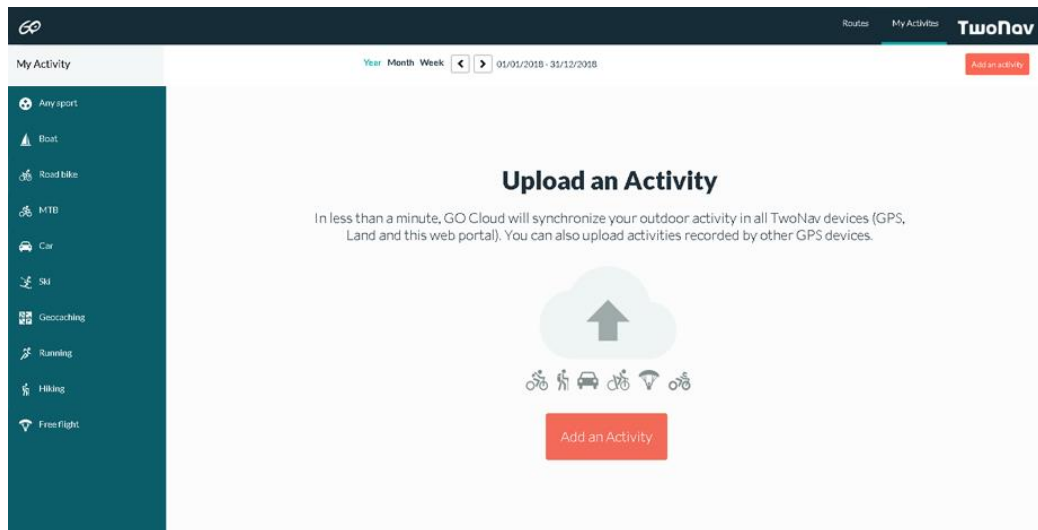 GO
Routes
My Activites
TwoNav
My Activity
Year Month Week
01/01/2018 - 31/12/2018
Add an activity
Any sport
Boat
Road bike
MTB
Car
Ski
Geocaching
Running
Hiking
Free flight
Upload an Activity
In less than a minute, GO Cloud will synchronize your outdoor activity in all TwoNav devices (GPS,
Land and this web portal). You can also upload activities recorded by other GPS devices.
Add an Activity